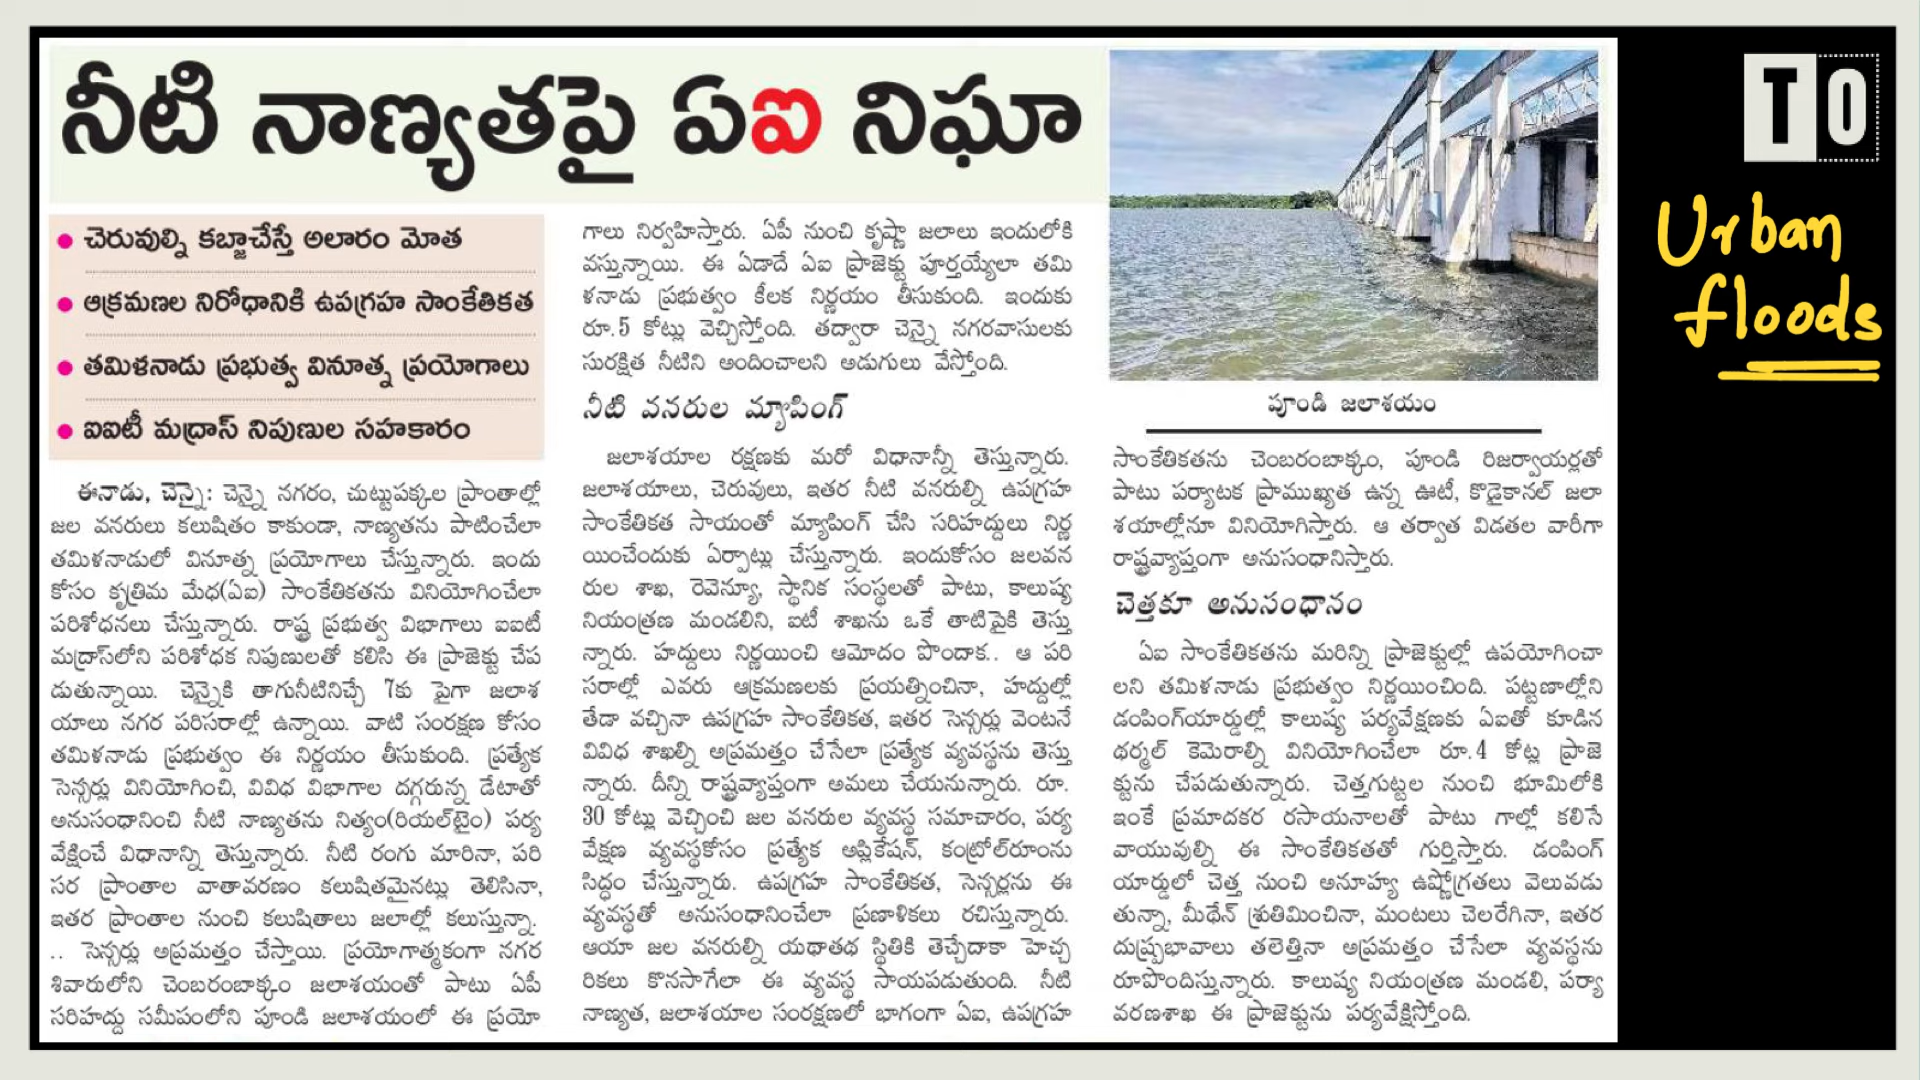 నీటి నాణ్యతపై ఏఐ నిఘా
• చెరువుల్ని కబ్జాచేస్తే అలారం మోత
• ఆక్రమణల నిరోధానికి ఉపగ్రహ సాంకేతికత
• తమిళనాడు ప్రభుత్వ వినూత్న ప్రయోగాలు
• ఐఐటీ మద్రాస్ నిపుణుల సహకారం
ఈనాడు, చెన్నై: చెన్నై నగరం, చుట్టుపక్కల ప్రాంతాల్లో
జల వనరులు కలుషితం కాకుండా, నాణ్యతను పాటించేలా
తమిళనాడులో వినూత్న ప్రయోగాలు చేస్తున్నారు. ఇందు
కోసం కృత్రిమ మేధ(ఏఐ) సాంకేతికతను వినియోగించేలా
పరిశోధనలు చేస్తున్నారు. రాష్ట్ర ప్రభుత్వ విభాగాలు ఐఐటీ
మద్రాస్‌లోని పరిశోధక నిపుణులతో కలిసి ఈ ప్రాజెక్టు చేప
డుతున్నాయి. చెన్నైకి తాగునీటినిచ్చే 7కు పైగా జలాశ
యాలు నగర పరిసరాల్లో ఉన్నాయి. వాటి సంరక్షణ కోసం
తమిళనాడు ప్రభుత్వం ఈ నిర్ణయం తీసుకుంది. ప్రత్యేక
సెన్సర్లు వినియోగించి, వివిధ విభాగాల దగ్గరున్న డేటాతో
అనుసంధానించి నీటి నాణ్యతను నిత్యం(రియల్‌టైం) పర్య
వేక్షించే విధానాన్ని తెస్తున్నారు. నీటి రంగు మారినా, పరి
సర ప్రాంతాల వాతావరణం కలుషితమైనట్లు తెలిసినా,
ఇతర ప్రాంతాల నుంచి కలుషితాలు జలాల్లో కలుస్తున్నా.
.. సెన్సర్లు అప్రమత్తం చేస్తాయి. ప్రయోగాత్మకంగా నగర
శివారులోని చెంబరంబాక్కం జలాశయంతో పాటు ఏపీ
సరిహద్దు సమీపంలోని పూండి జలాశయంలో ఈ ప్రయో
గాలు నిర్వహిస్తారు. ఏపీ నుంచి కృష్ణా జలాలు ఇందులోకి
వస్తున్నాయి. ఈ ఏడాదే ఏఐ ప్రాజెక్టు పూర్తయ్యేలా తమి
ళనాడు ప్రభుత్వం కీలక నిర్ణయం తీసుకుంది. ఇందుకు
రూ.5 కోట్లు వెచ్చిస్తోంది. తద్వారా చెన్నై నగరవాసులకు
సురక్షిత నీటిని అందించాలని అడుగులు వేస్తోంది.
నీటి వనరుల మ్యాపింగ్
జలాశయాల రక్షణకు మరో విధానాన్నీ తెస్తున్నారు.
జలాశయాలు, చెరువులు, ఇతర నీటి వనరుల్ని ఉపగ్రహ
సాంకేతికత సాయంతో మ్యాపింగ్ చేసి సరిహద్దులు నిర్ణ
యించేందుకు ఏర్పాట్లు చేస్తున్నారు. ఇందుకోసం జలవన
రుల శాఖ, రెవెన్యూ, స్థానిక సంస్థలతో పాటు, కాలుష్య
నియంత్రణ మండలిని, ఐటీ శాఖను ఒకే తాటిపైకి తెస్తు
న్నారు. హద్దులు నిర్ణయించి ఆమోదం పొందాక.. ఆ పరి
సరాల్లో ఎవరు ఆక్రమణలకు ప్రయత్నించినా, హద్దుల్లో
తేడా వచ్చినా ఉపగ్రహ సాంకేతికత, ఇతర సెన్సర్లు వెంటనే
వివిధ శాఖల్ని అప్రమత్తం చేసేలా ప్రత్యేక వ్యవస్థను తెస్తు
న్నారు. దీన్ని రాష్ట్రవ్యాప్తంగా అమలు చేయనున్నారు. రూ.
30 కోట్లు వెచ్చించి జల వనరుల వ్యవస్థ సమాచారం, పర్య
వేక్షణ వ్యవస్థకోసం ప్రత్యేక అప్లికేషన్, కంట్రోల్‌రూంను
సిద్ధం చేస్తున్నారు. ఉపగ్రహ సాంకేతికత, సెన్సర్లను ఈ
వ్యవస్థతో అనుసంధానించేలా ప్రణాళికలు రచిస్తున్నారు.
ఆయా జల వనరుల్ని యథాతథ స్థితికి తెచ్చేదాకా హెచ్చ
రికలు కొనసాగేలా ఈ వ్యవస్థ సాయపడుతుంది. నీటి
నాణ్యత, జలాశయాల సంరక్షణలో భాగంగా ఏఐ, ఉపగ్రహ
పూండి జలాశయం
సాంకేతికతను చెంబరంబాక్కం, పూండి రిజర్వాయర్లతో
పాటు పర్యాటక ప్రాముఖ్యత ఉన్న ఊటీ, కొడైకానల్ జలా
శయాల్లోనూ వినియోగిస్తారు. ఆ తర్వాత విడతల వారీగా
రాష్ట్రవ్యాప్తంగా అనుసంధానిస్తారు.
చెత్తకూ అనుసంధానం
ఏఐ సాంకేతికతను మరిన్ని ప్రాజెక్టుల్లో ఉపయోగించా
లని తమిళనాడు ప్రభుత్వం నిర్ణయించింది. పట్టణాల్లోని
డంపింగ్‌యార్డుల్లో కాలుష్య పర్యవేక్షణకు ఏఐతో కూడిన
థర్మల్ కెమెరాల్ని వినియోగించేలా రూ.4 కోట్ల ప్రాజె
క్టును చేపడుతున్నారు. చెత్తగుట్టల నుంచి భూమిలోకి
ఇంకే ప్రమాదకర రసాయనాలతో పాటు గాల్లో కలిసే
వాయువుల్ని ఈ సాంకేతికతతో గుర్తిస్తారు. డంపింగ్
యార్డులో చెత్త నుంచి అనూహ్య ఉష్ణోగ్రతలు వెలువడు
తున్నా, మీథేన్ శ్రుతిమించినా, మంటలు చెలరేగినా, ఇతర
దుష్ప్రభావాలు తలెత్తినా అప్రమత్తం చేసేలా వ్యవస్థను
రూపొందిస్తున్నారు. కాలుష్య నియంత్రణ మండలి, పర్యా
వరణశాఖ ఈ ప్రాజెక్టును పర్యవేక్షిస్తోంది.
TO
Urban
floods